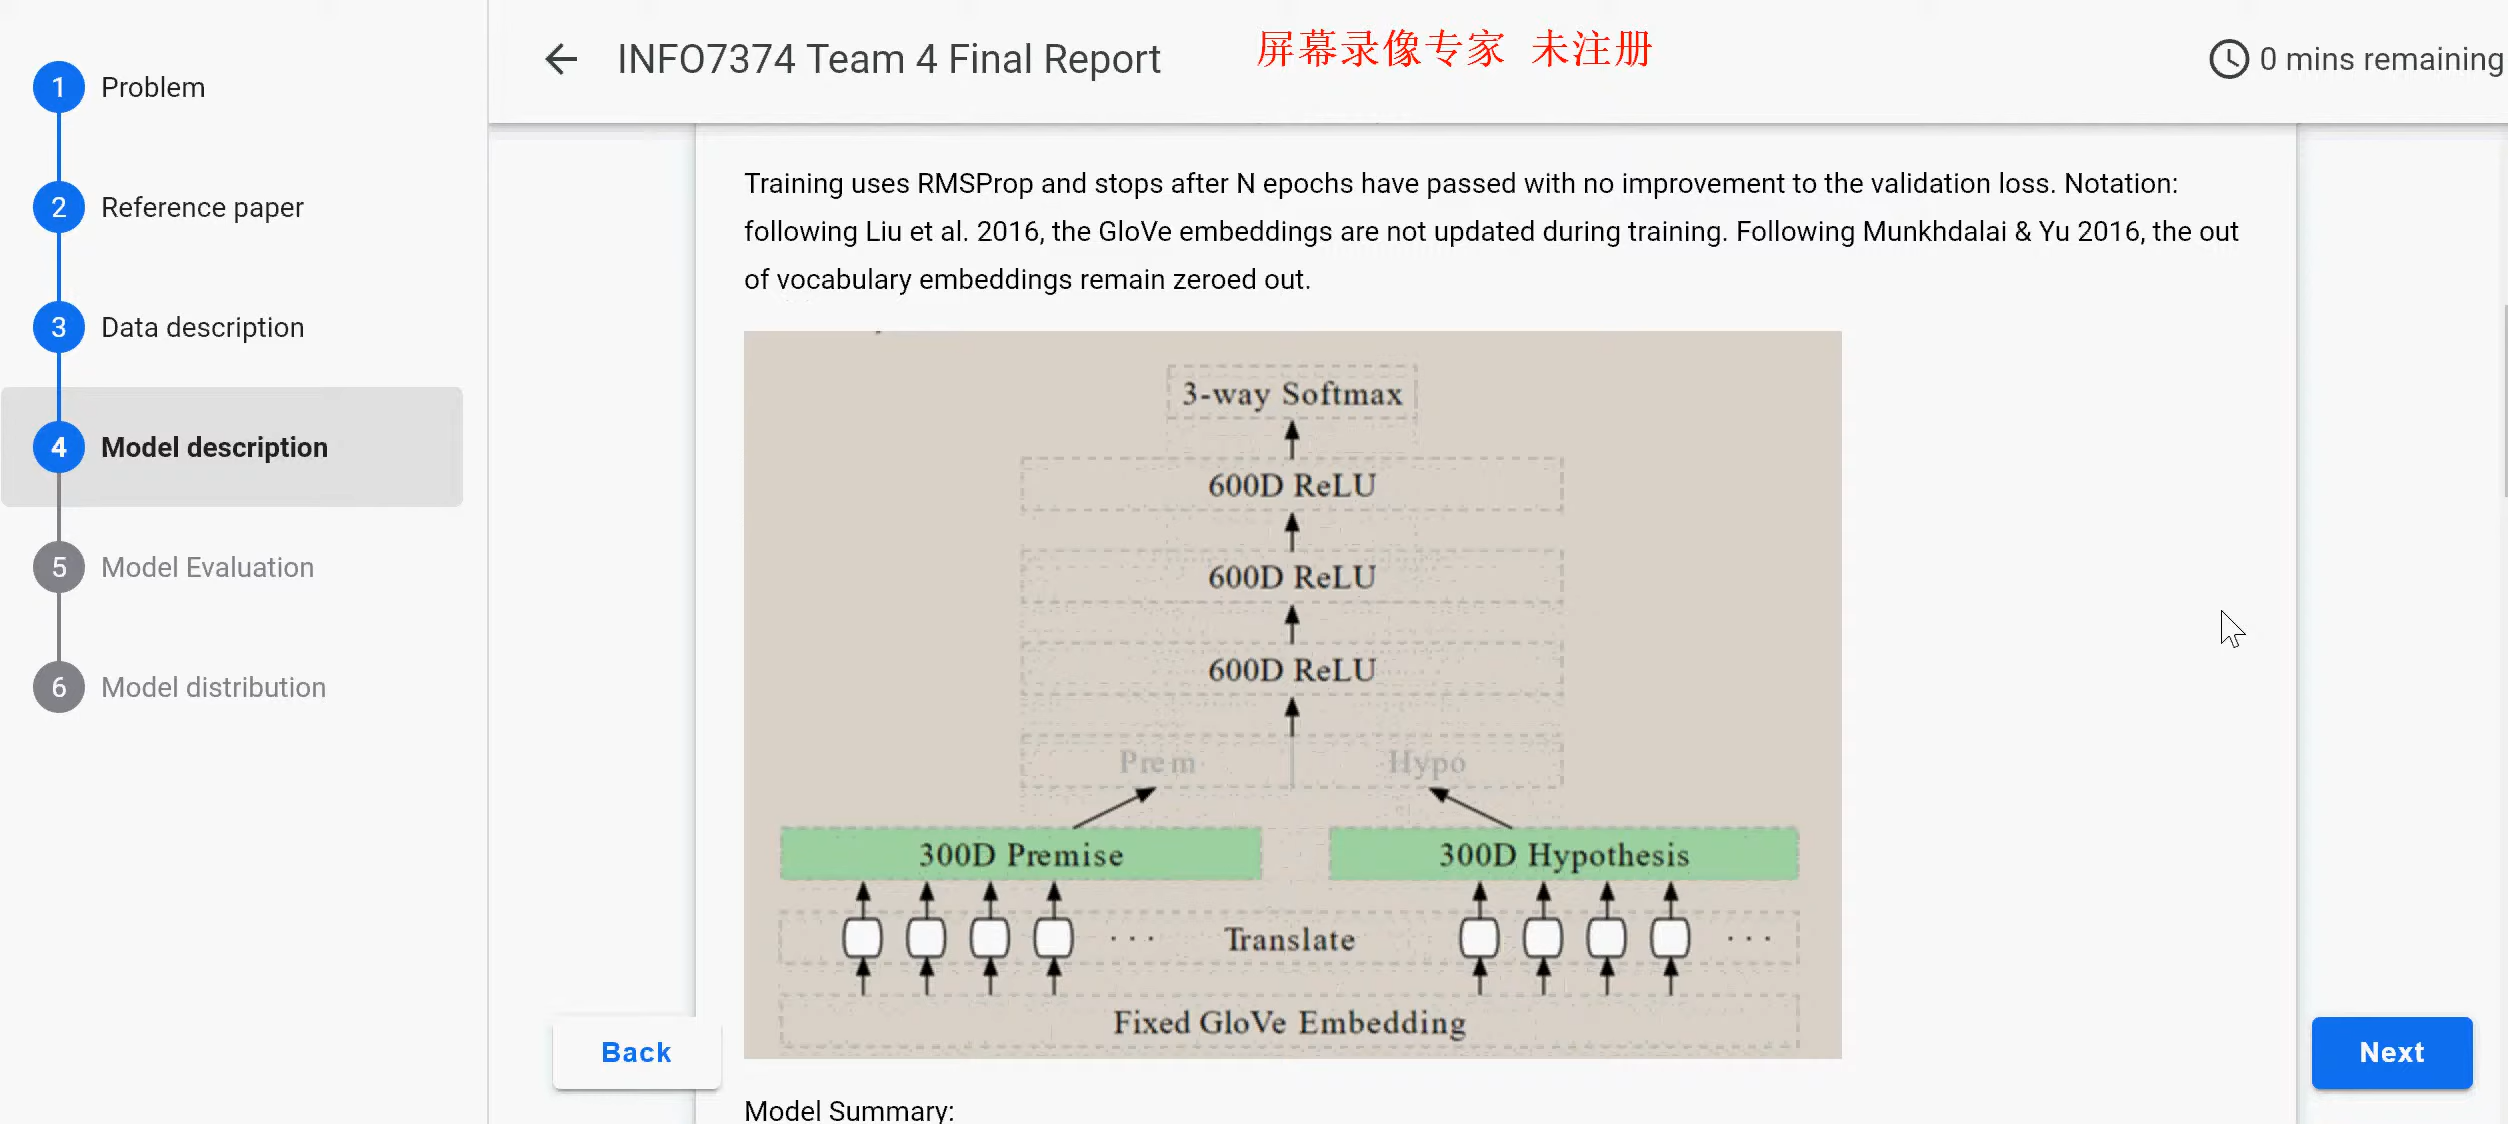 1 Problem
2 Reference paper
3 Data description
4 Model description
5 Model Evaluation
6 Model distribution
INFO7374 Team 4 Final Report
屏幕录像专家 未注册
0 mins remaining
Training uses RMSProp and stops after N epochs have passed with no improvement to the validation loss. Notation:
following Liu et al. 2016, the GloVe embeddings are not updated during training. Following Munkhdalai & Yu 2016, the out
of vocabulary embeddings remain zeroed out.
3-way Softmax
600D ReLU
600D ReLU
600D ReLU
Prem Hypo
300D Premise 300D Hypothesis
... Translate ...
Fixed GloVe Embedding
Back
Next
Model Summary: